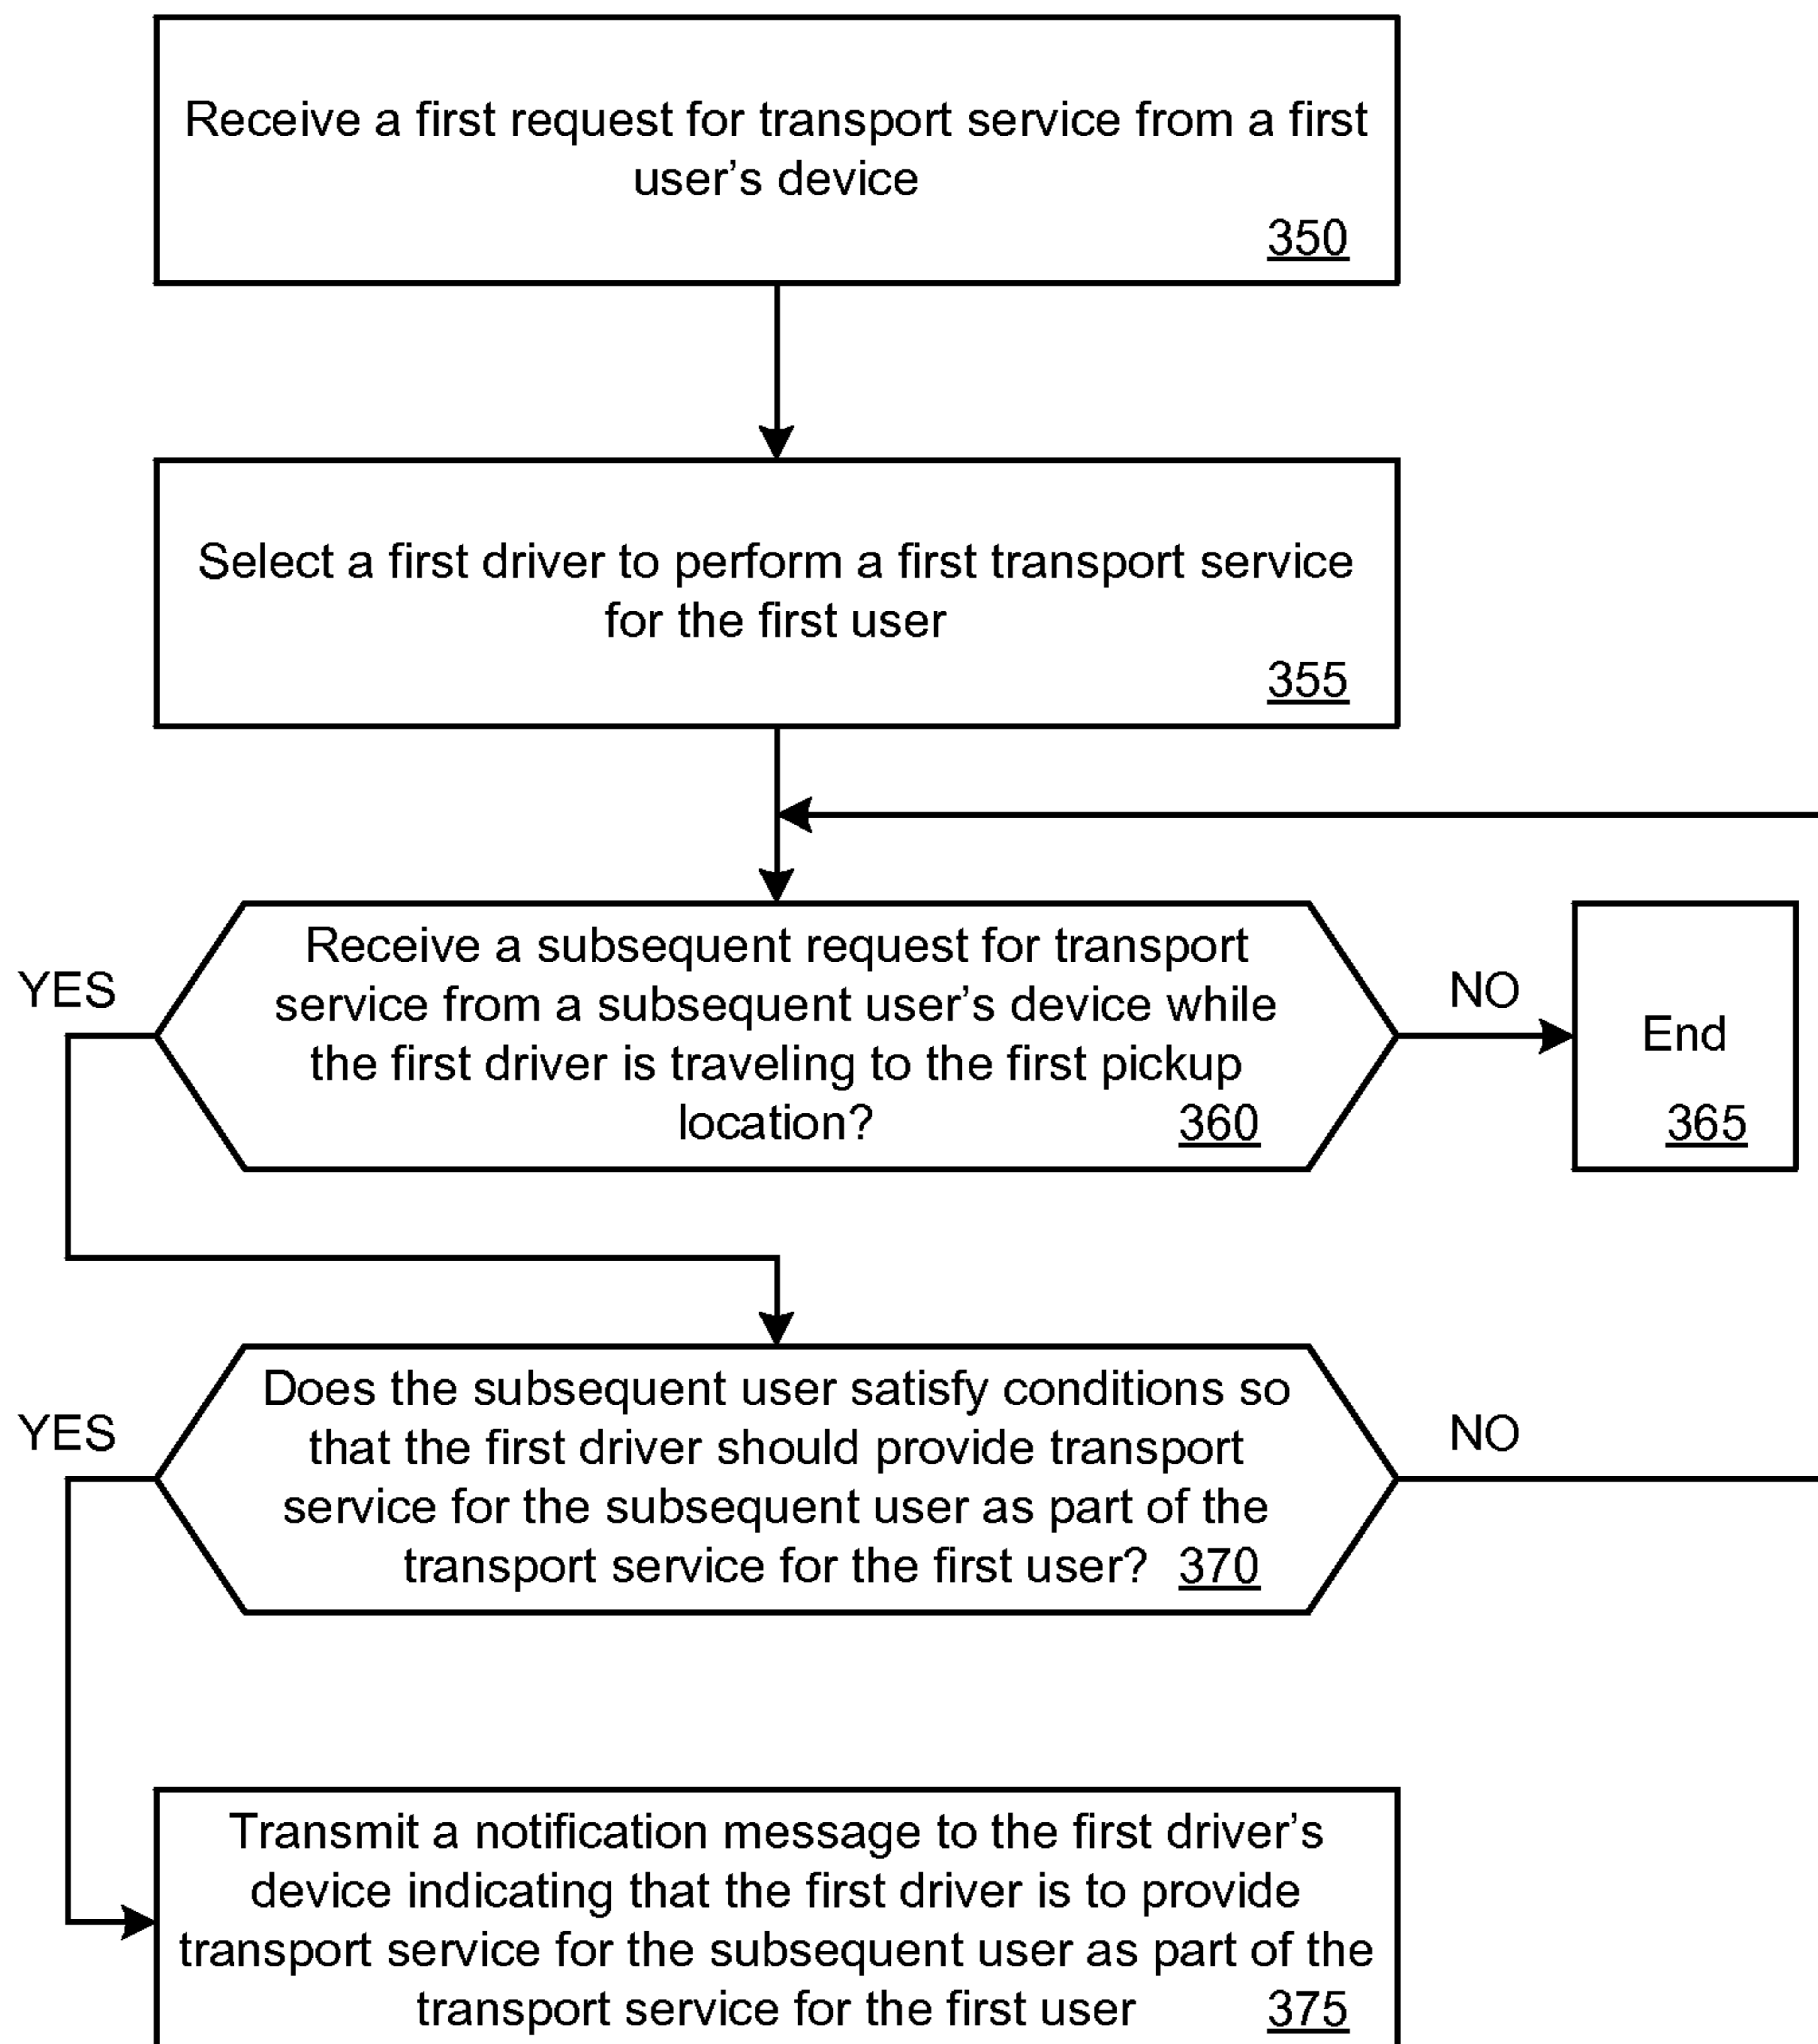 Receive a first request for transport service from a first
user's device
350
Select a first driver to perform a first transport service
for the first user
355
Receive a subsequent request for transport
service from a subsequent user's device while
the first driver is traveling to the first pickup
location? 360
YES
NO
End
365
Does the subsequent user satisfy conditions so
that the first driver should provide transport
service for the subsequent user as part of the
transport service for the first user? 370
YES
NO
Transmit a notification message to the first driver's
device indicating that the first driver is to provide
transport service for the subsequent user as part of the
transport service for the first user 375